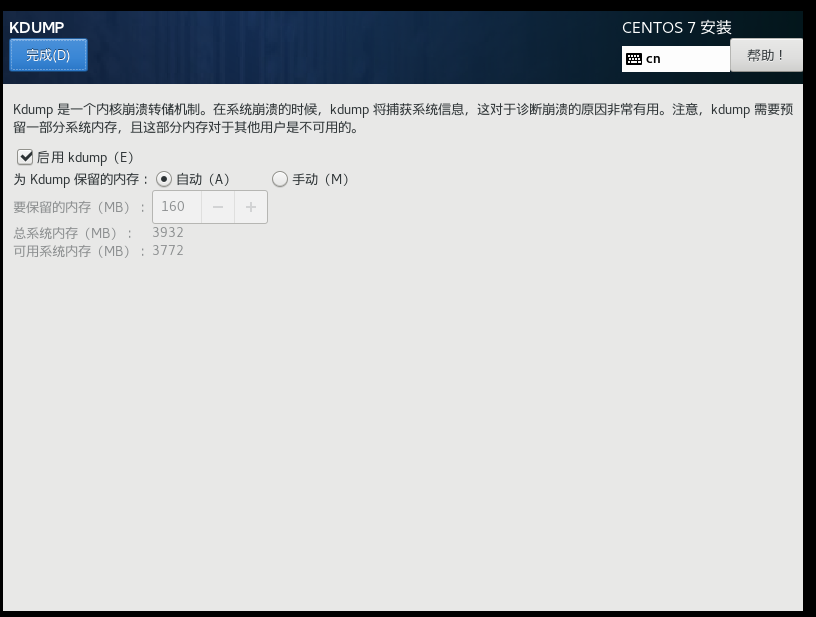 KDUMP
CENTOS 7 安装
完成(D)
cn
帮助！
Kdump 是一个内核崩溃转储机制。在系统崩溃的时候，kdump 将捕获系统信息，这对于诊断崩溃的原因非常有用。注意，kdump 需要预
留一部分系统内存，且这部分内存对于其他用户是不可用的。
启用 kdump（E）
为 Kdump 保留的内存： 自动（A） 手动（M）
要保留的内存（MB）： 160 − +
总系统内存（MB）： 3932
可用系统内存（MB）： 3772